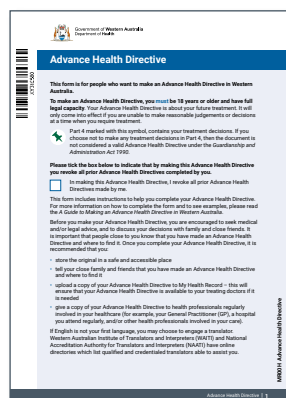 Government of Western Australia
Department of Health
Advance Health Directive
This form is for people who want to make an Advance Health Directive in Western
Australia.
To make an Advance Health Directive, you must be 18 years or older and have full
legal capacity. Your Advance Health Directive is about your future treatment. It will
only come into effect if you are unable to make reasonable judgements or decisions
at a time when you require treatment.
Part 4 marked with this symbol, contains your treatment decisions. If you
choose not to make any treatment decisions in Part 4, then the document is
not considered a valid Advance Health Directive under the Guardianship and
Administration Act 1990.
Please tick the box below to indicate that by making this Advance Health Directive
you revoke all prior Advance Health Directives completed by you.
In making this Advance Health Directive, I revoke all prior Advance Health
Directives made by me.
This form includes instructions to help you complete your Advance Health Directive.
For more information on how to complete the form and to see examples, please read
the A Guide to Making an Advance Health Directive in Western Australia.
Before you make your Advance Health Directive, you are encouraged to seek medical
and/or legal advice, and to discuss your decisions with family and close friends. It
is important that people close to you know that you have made an Advance Health
Directive and where to find it. Once you complete your Advance Health Directive, it is
recommended that you:
• store the original in a safe and accessible place
• tell your close family and friends that you have made an Advance Health Directive
and where to find it
• upload a copy of your Advance Health Directive to My Health Record – this will
ensure that your Advance Health Directive is available to your treating doctors if it
is needed
• give a copy of your Advance Health Directive to health professionals regularly
involved in your healthcare (for example, your General Practitioner (GP), a hospital
you attend regularly, and/or other health professionals involved in your care).
If English is not your first language, you may choose to engage a translator.
Western Australian Institute of Translators and Interpreters (WAITI) and National
Accreditation Authority for Translators and Interpreters (NAATI) have online
directories which list qualified and credentialed translators able to assist you.
MR00H Advance Health Directive
Advance Health Directive | 1